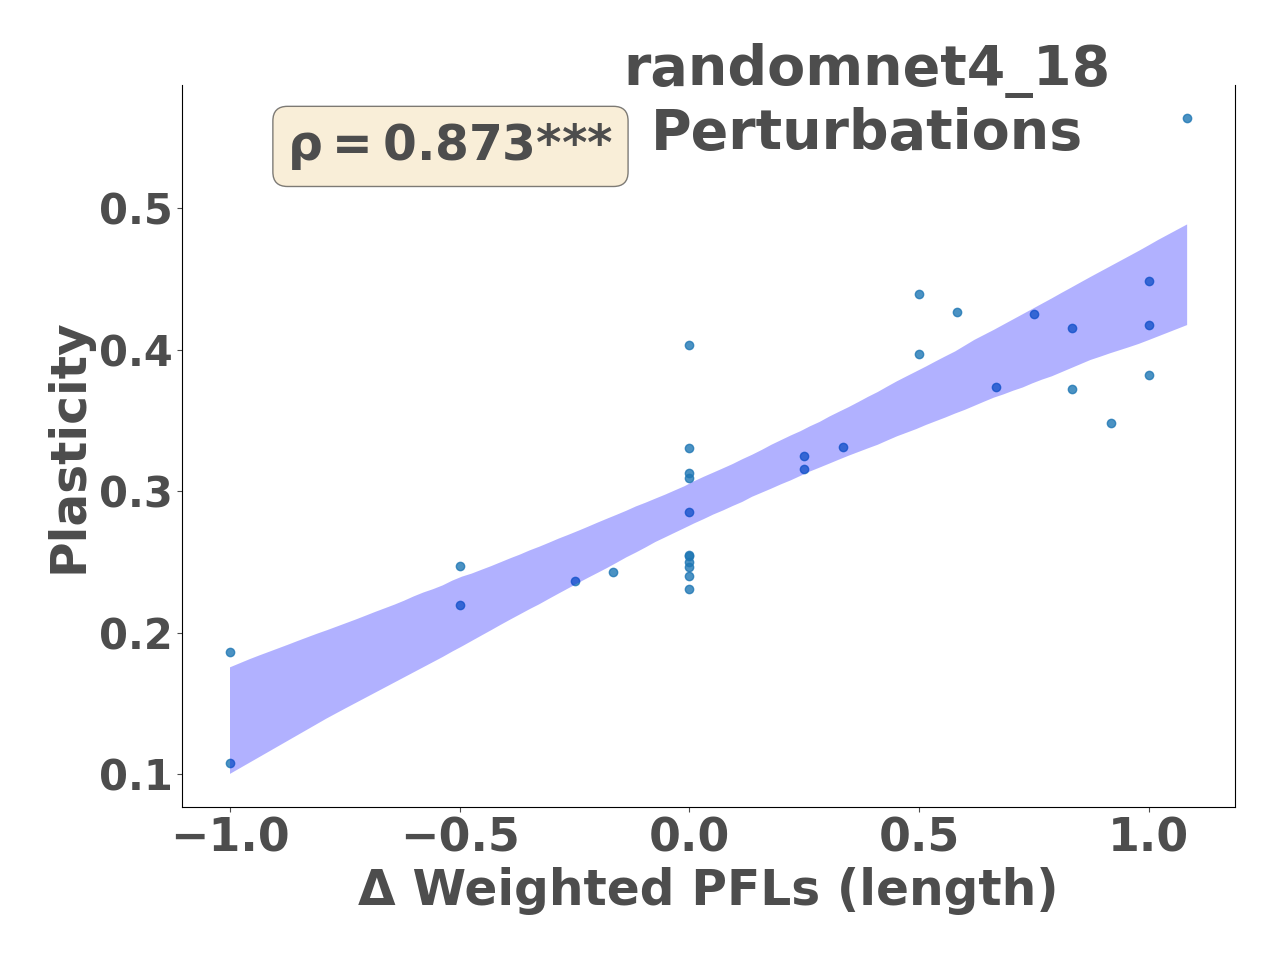 randomnet4_18
Perturbations
ρ = 0.873***
Plasticity
0.5
0.4
0.3
0.2
0.1
−1.0 −0.5 0.0 0.5 1.0
Δ Weighted PFLs (length)